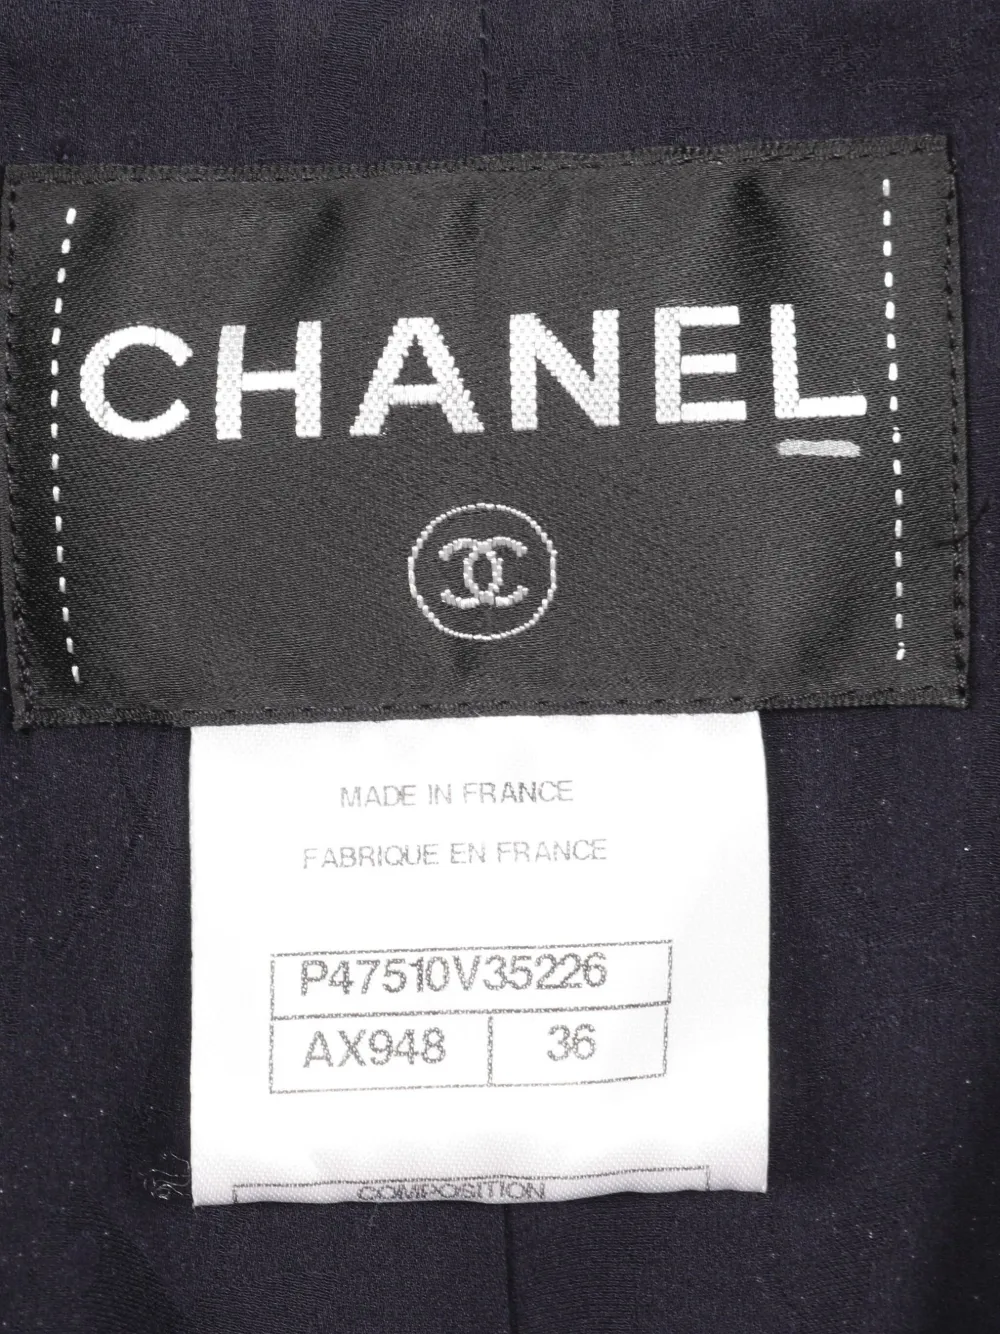 CHANEL
MADE IN FRANCE
FABRIQUE EN FRANCE
P47510V35226
AX948 36
COMPOSITION